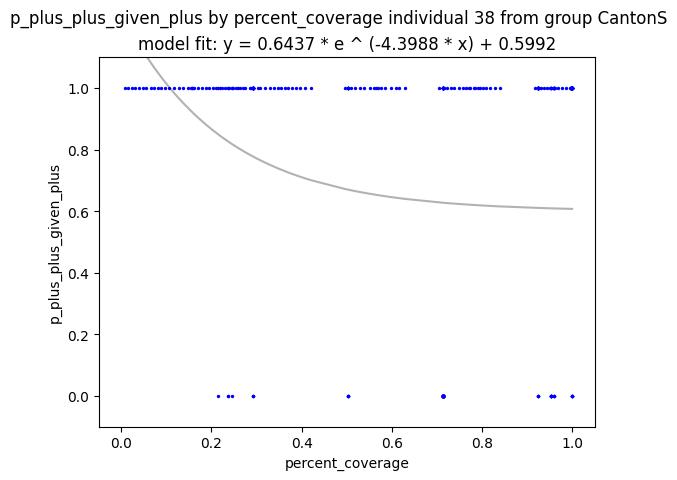 p_plus_plus_given_plus by percent_coverage individual 38 from group CantonS
model fit: y = 0.6437 * e ^ (-4.3988 * x) + 0.5992
1.0
0.8
0.6
0.4
0.2
0.0
p_plus_plus_given_plus
0.0 0.2 0.4 0.6 0.8 1.0
percent_coverage